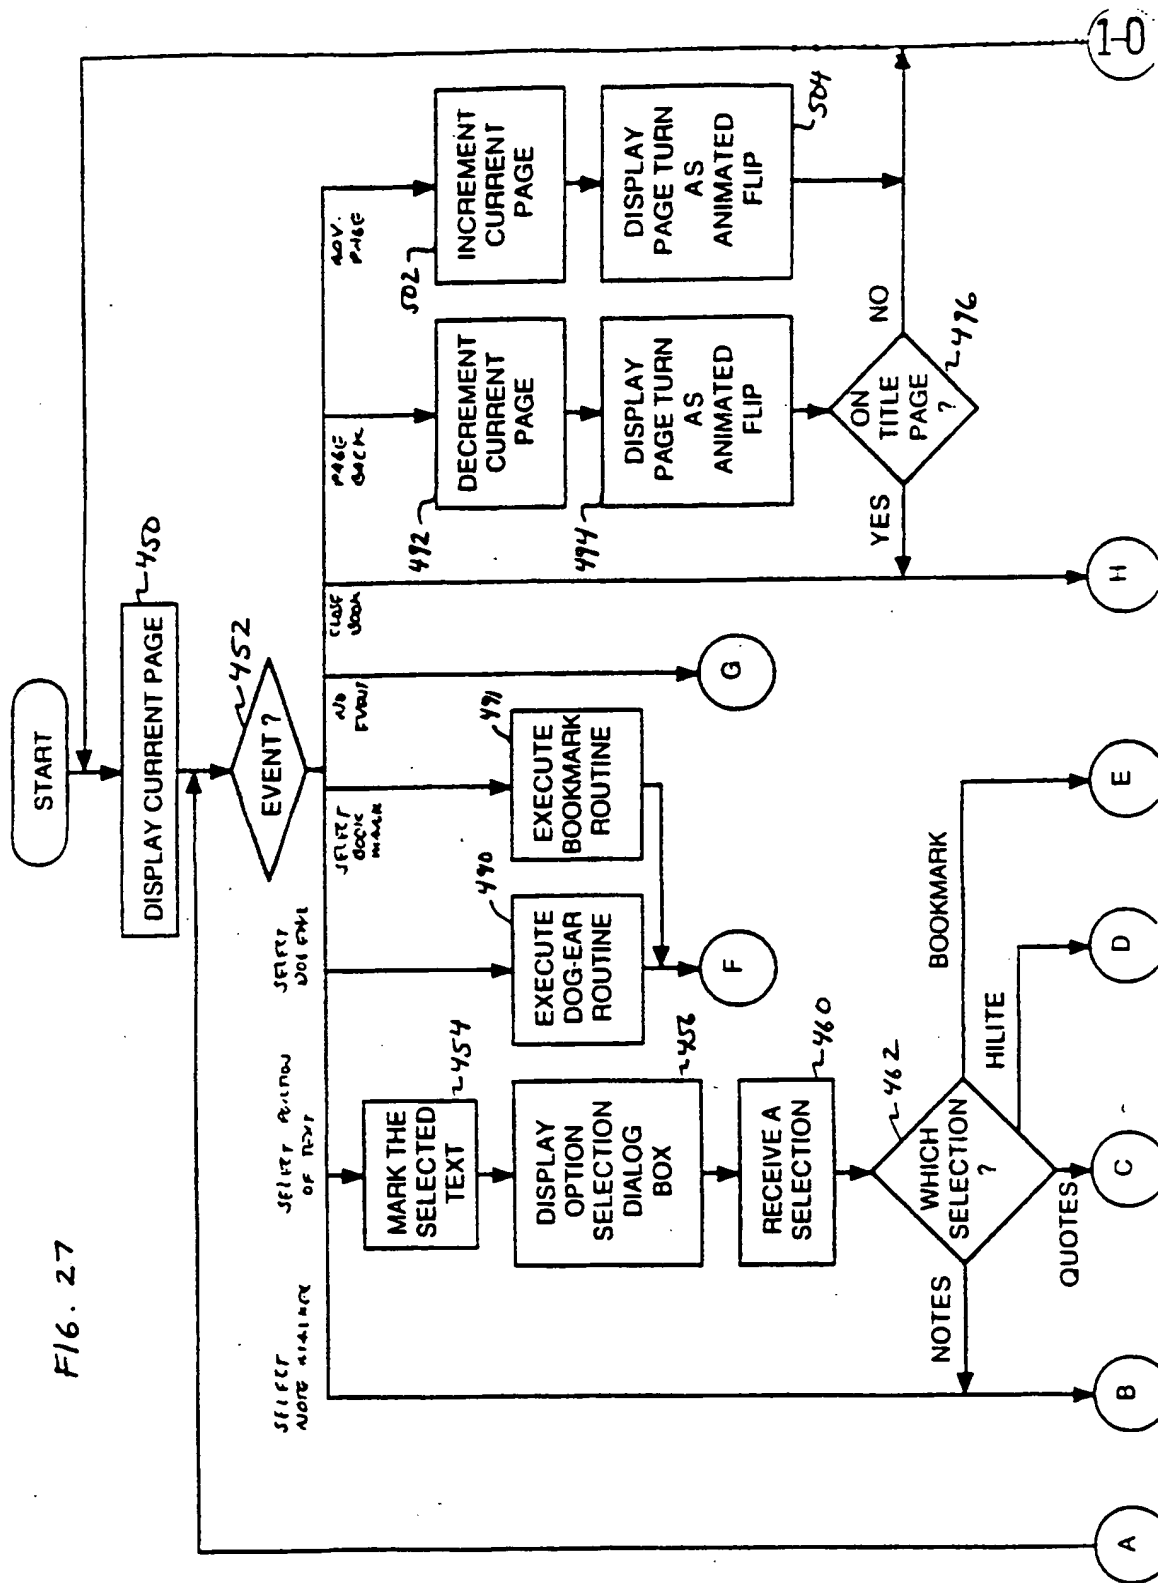 FIG. 27
START
DISPLAY CURRENT PAGE
450
EVENT ?
452
SELECT
NOTE MARKER
SELECT PORTION
OF TEXT
SELECT
DOG EAR
SELECT
BOOK
MARK
NO
EVENT
CLOSE
BOOK
PAGE
BACK
ADV.
PAGE
MARK THE
SELECTED
TEXT
454
DISPLAY
OPTION
SELECTION
DIALOG
BOX
RECEIVE A
SELECTION
460
WHICH
SELECTION
?
462
NOTES
QUOTES
HILITE
BOOKMARK
EXECUTE
DOG-EAR
ROUTINE
490
EXECUTE
BOOKMARK
ROUTINE
491
DECREMENT
CURRENT
PAGE
492
DISPLAY
PAGE TURN
AS
ANIMATED
FLIP
494
ON
TITLE
PAGE
?
496
YES
NO
INCREMENT
CURRENT
PAGE
502
DISPLAY
PAGE TURN
AS
ANIMATED
FLIP
504
A
B
C
D
E
F
G
H
1-0